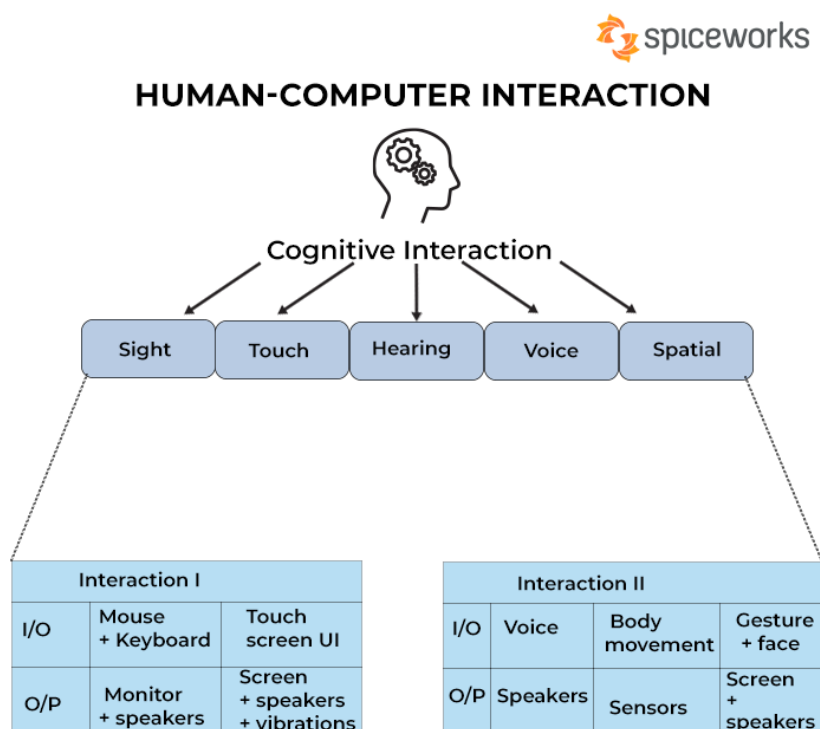 spiceworks
HUMAN-COMPUTER INTERACTION
Cognitive Interaction
Sight Touch Hearing Voice Spatial
Interaction I
I/O Mouse + Keyboard Touch screen UI
O/P Monitor + speakers Screen + speakers + vibrations
Interaction II
I/O Voice Body movement Gesture + face
O/P Speakers Sensors Screen + speakers